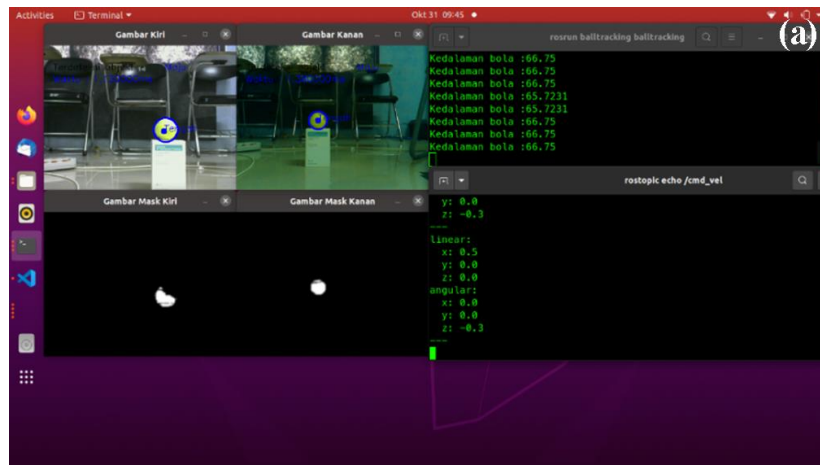 Activities Terminal Okt 31 09:45
(a)
Gambar Kiri
Gambar Kanan
rosrun balltracking balltracking
Kedalaman bola :66.75
Kedalaman bola :66.75
Kedalaman bola :66.75
Kedalaman bola :65.7231
Kedalaman bola :65.7231
Kedalaman bola :66.75
Kedalaman bola :66.75
Kedalaman bola :66.75
Gambar Mask Kiri
Gambar Mask Kanan
rostopic echo /cmd_vel
y: 0.0
z: -0.3
---
linear:
x: 0.5
y: 0.0
z: 0.0
angular:
x: 0.0
y: 0.0
z: -0.3
---